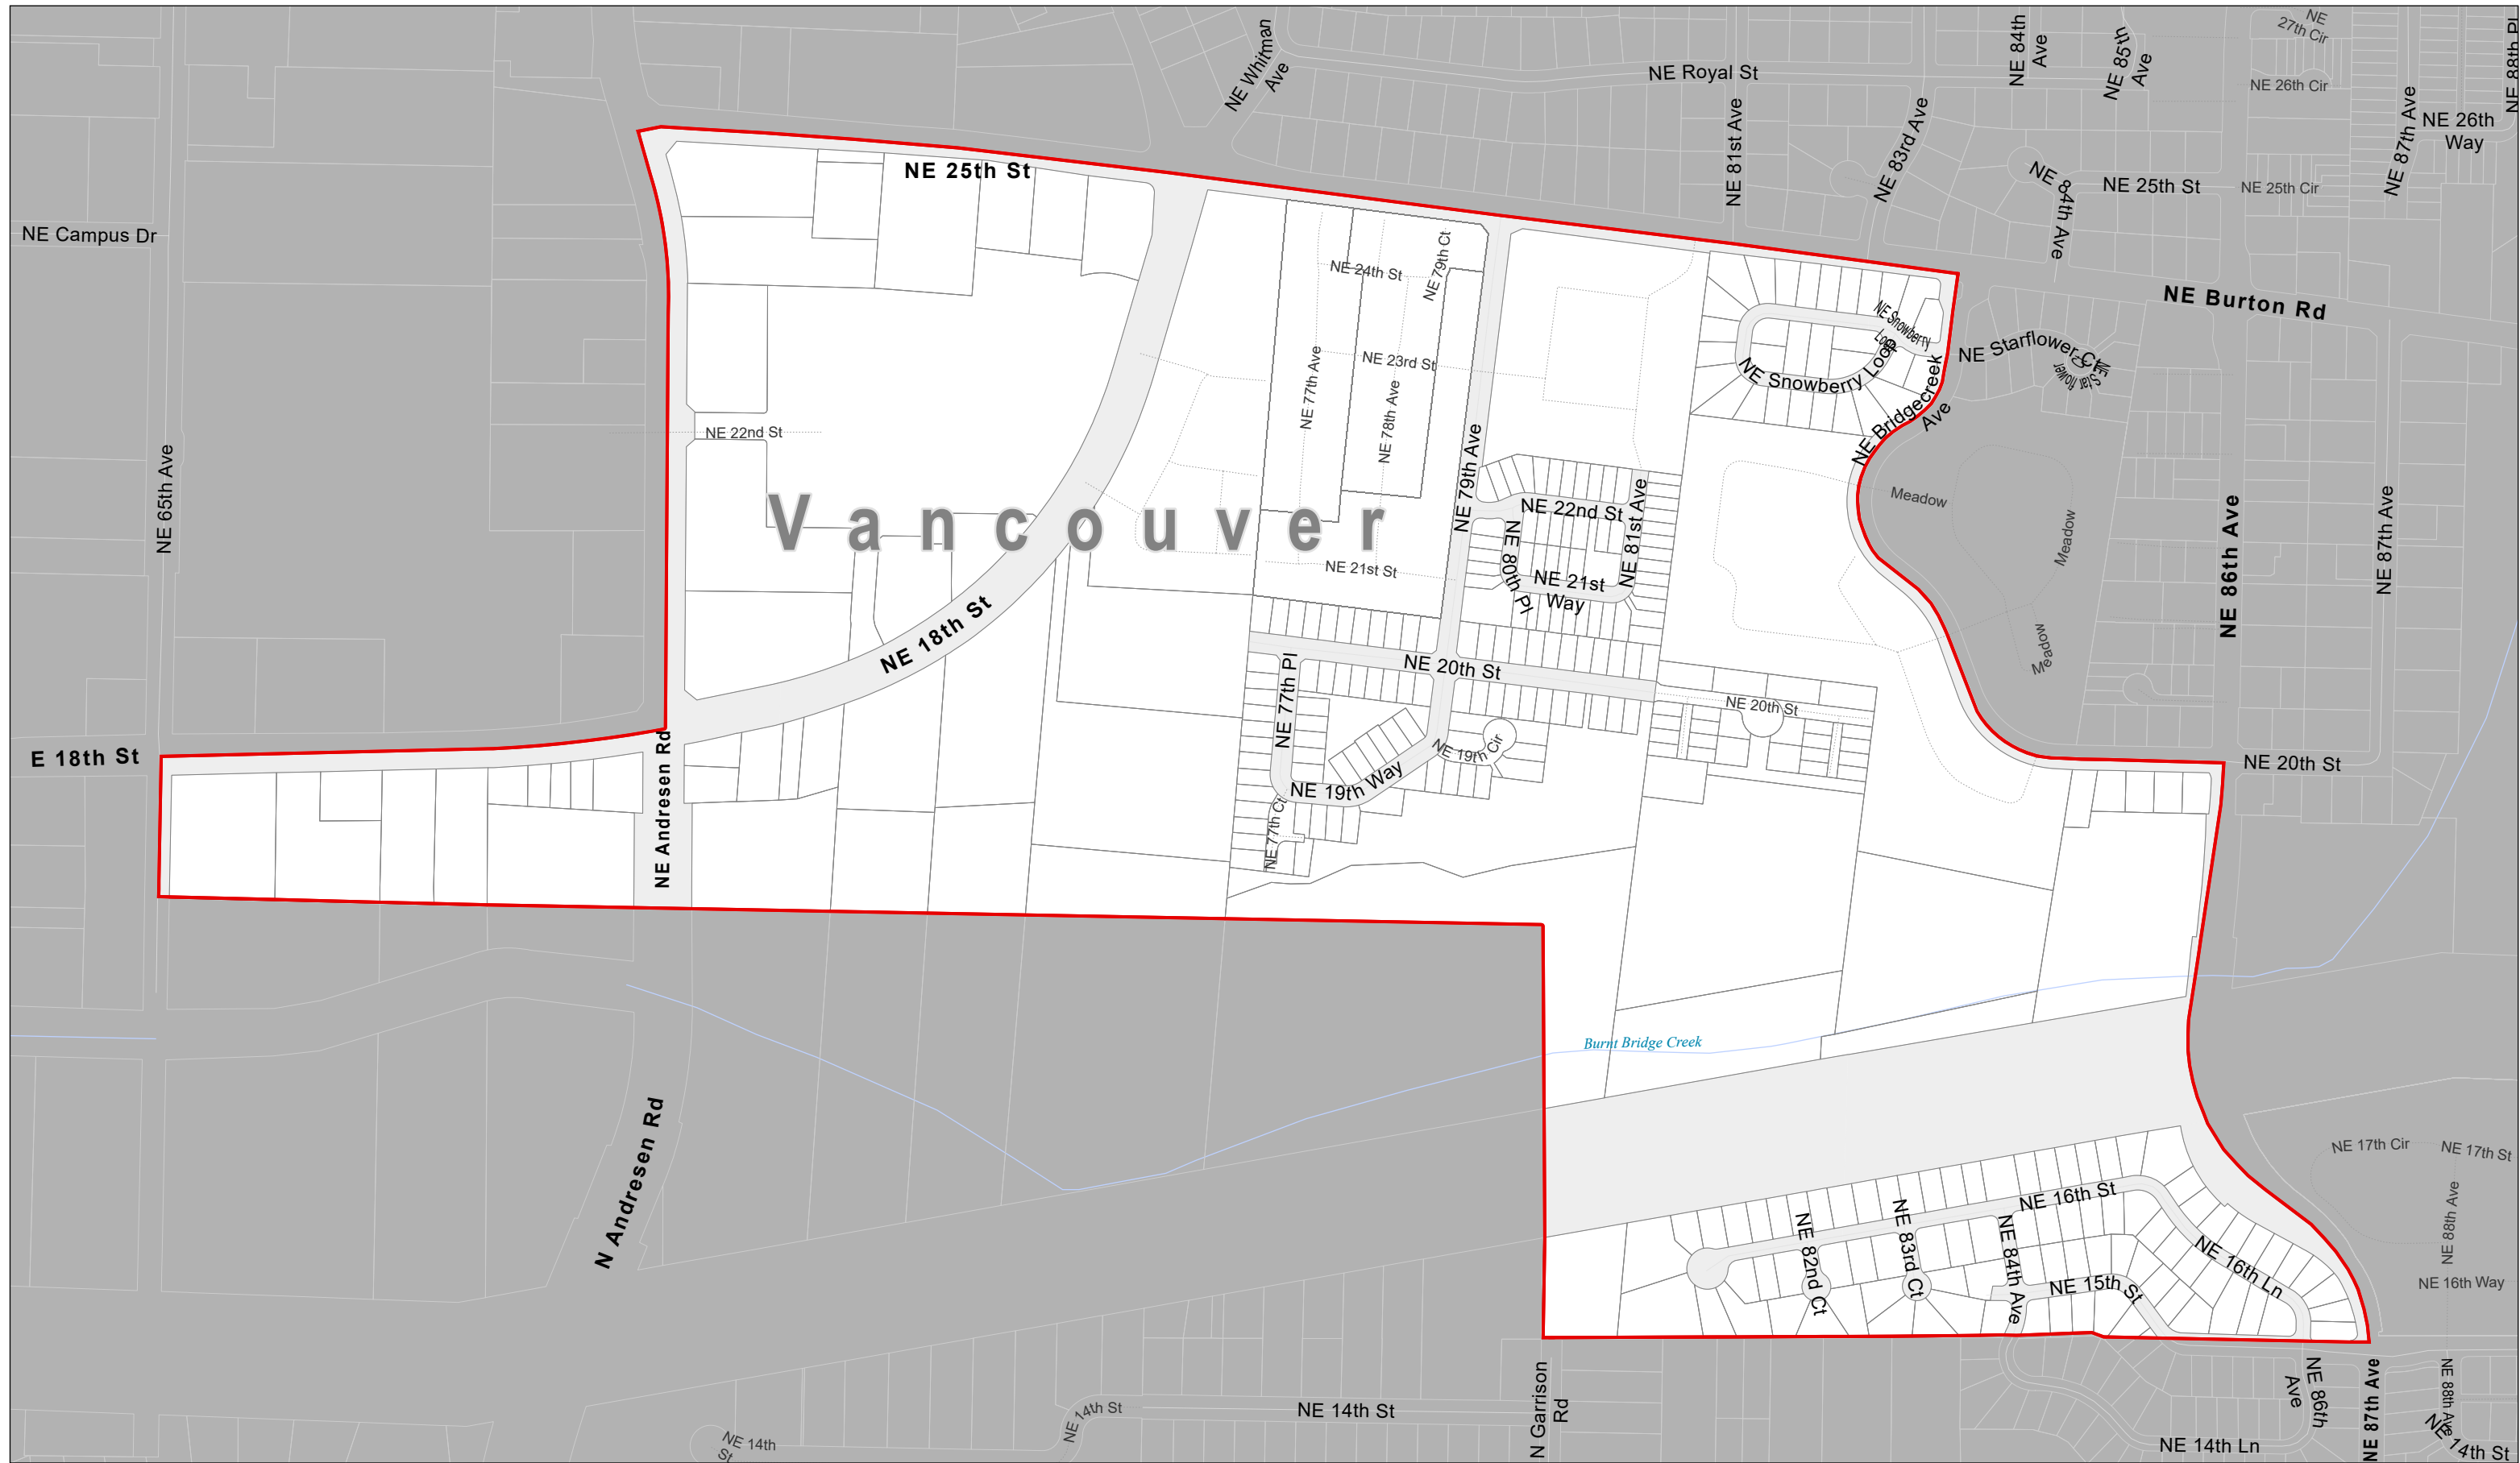 NE
27th Cir
NE 84th
Ave
NE 85th
Ave
NE 88th Pl
NE Whitman
Ave
NE Royal St
NE 26th Cir
NE 87th Ave
NE 26th
Way
NE 81st Ave
NE 83rd Ave
NE 25th St
NE 84th Ave
NE 25th St
NE 25th Cir
NE Campus Dr
NE 24th St
NE 79th Ct
NE Burton Rd
NE Snowberry
Loop
NE Starflower Ct
NE Star flower
Ct
NE 23rd St
NE 77th Ave
NE 78th Ave
NE Snowberry Loop
NE Bridgecreek
Ave
NE 22nd St
NE 65th Ave
NE 79th Ave
Meadow
Meadow
Meadow
Vancouver
NE 22nd St
NE 81st Ave
NE 80th Pl
NE 21st
Way
NE 21st St
NE 86th Ave
NE 87th Ave
NE 18th St
NE 20th St
NE 77th Pl
NE 20th St
NE 19th Cir
NE 19th Way
NE 77th Ct
E 18th St
NE Andresen Rd
NE 20th St
Burnt Bridge Creek
N Andresen Rd
NE 17th Cir
NE 17th St
NE 88th Ave
NE 16th Way
NE 16th St
NE 82nd Ct
NE 83rd Ct
NE 84th Ave
NE 15th St
NE 16th Ln
NE 14th
St
NE 14th St
NE 14th St
N Garrison
Rd
NE 14th Ln
NE 86th
Ave
NE 87th Ave
NE 88th Ave
NE 14th St